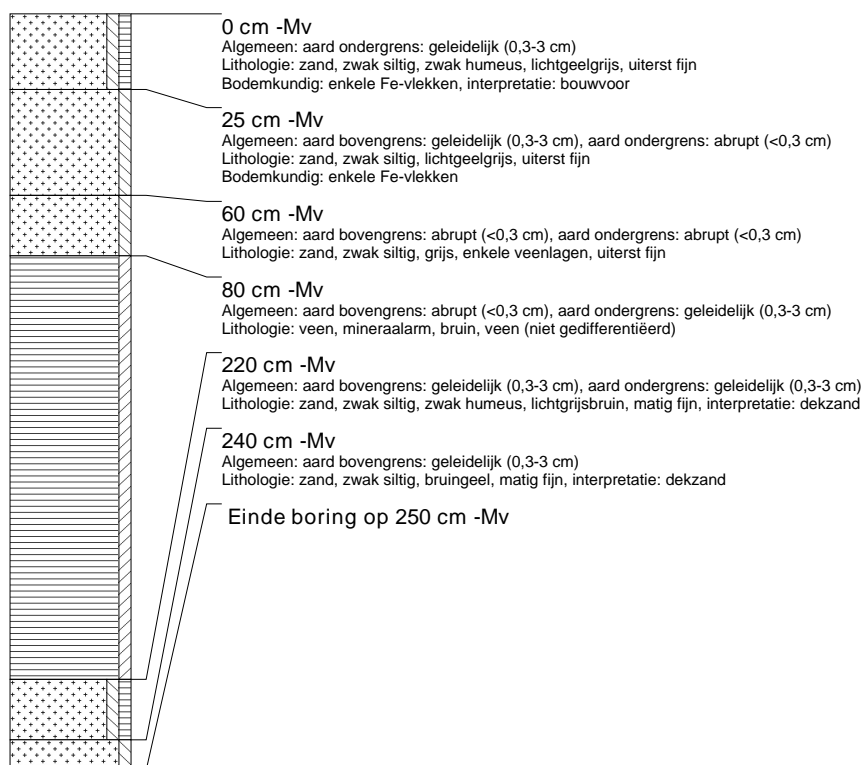 0 cm -Mv
Algemeen: aard ondergrens: geleidelijk (0,3-3 cm)
Lithologie: zand, zwak siltig, zwak humeus, lichtgeelgrijs, uiterst fijn
Bodemkundig: enkele Fe-vlekken, interpretatie: bouwvoor
25 cm -Mv
Algemeen: aard bovengrens: geleidelijk (0,3-3 cm), aard ondergrens: abrupt (<0,3 cm)
Lithologie: zand, zwak siltig, lichtgeelgrijs, uiterst fijn
Bodemkundig: enkele Fe-vlekken
60 cm -Mv
Algemeen: aard bovengrens: abrupt (<0,3 cm), aard ondergrens: abrupt (<0,3 cm)
Lithologie: zand, zwak siltig, grijs, enkele veenlagen, uiterst fijn
80 cm -Mv
Algemeen: aard bovengrens: abrupt (<0,3 cm), aard ondergrens: geleidelijk (0,3-3 cm)
Lithologie: veen, mineraalarm, bruin, veen (niet gedifferentiëerd)
220 cm -Mv
Algemeen: aard bovengrens: geleidelijk (0,3-3 cm), aard ondergrens: geleidelijk (0,3-3 cm)
Lithologie: zand, zwak siltig, zwak humeus, lichtgrijsbruin, matig fijn, interpretatie: dekzand
240 cm -Mv
Algemeen: aard bovengrens: geleidelijk (0,3-3 cm)
Lithologie: zand, zwak siltig, bruingeel, matig fijn, interpretatie: dekzand
Einde boring op 250 cm -Mv